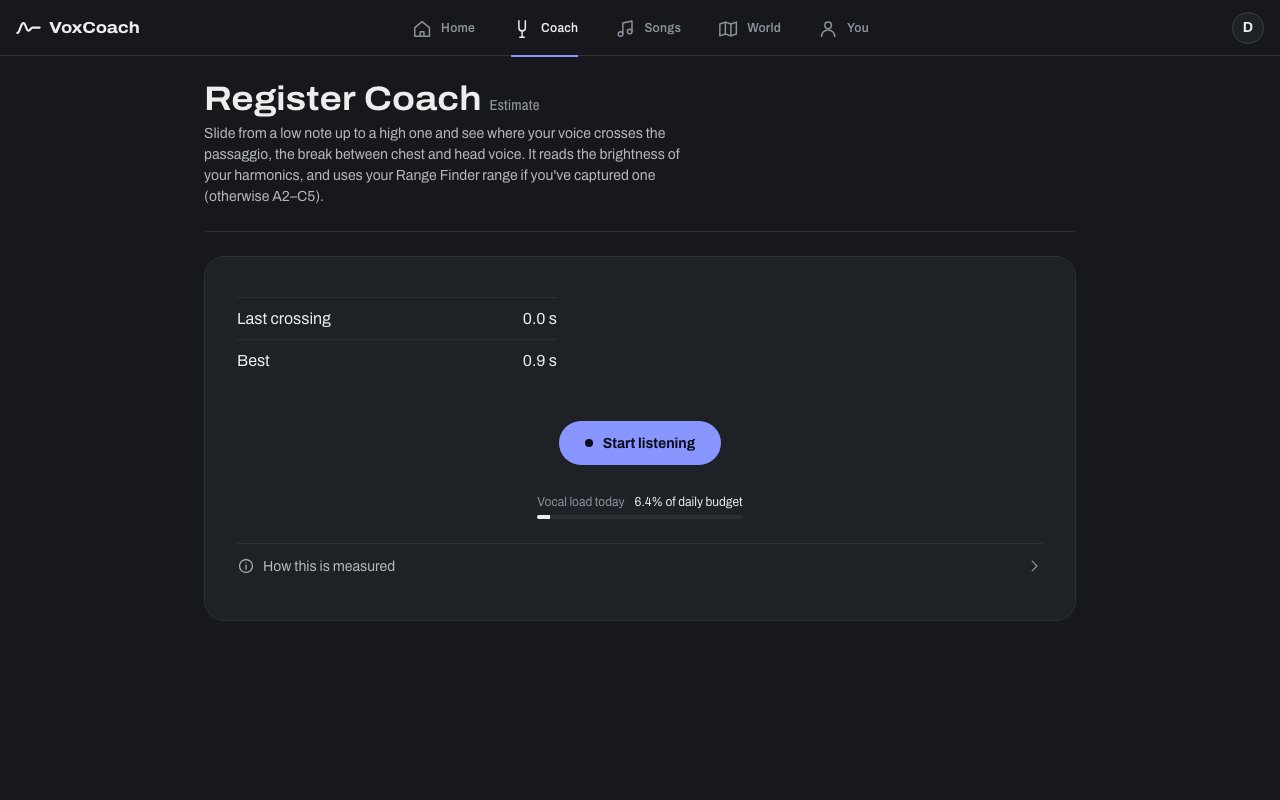 VoxCoach
Home
Coach
Songs
World
You
D
Register Coach Estimate
Slide from a low note up to a high one and see where your voice crosses the
passaggio, the break between chest and head voice. It reads the brightness of
your harmonics, and uses your Range Finder range if you've captured one
(otherwise A2–C5).
Last crossing 0.0 s
Best 0.9 s
Start listening
Vocal load today 6.4% of daily budget
How this is measured